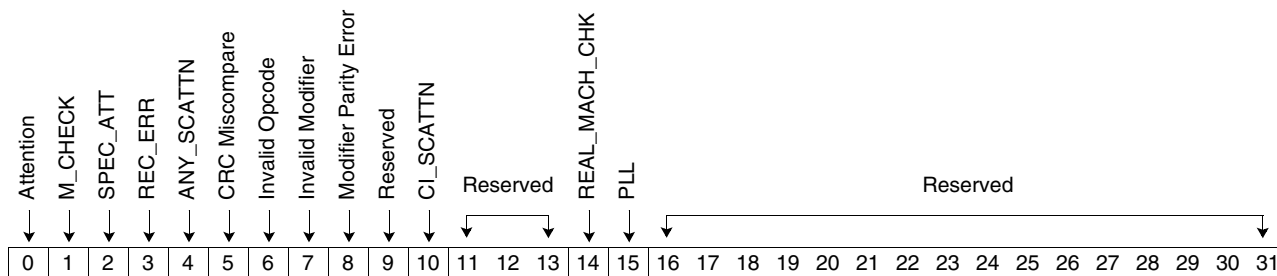 Attention
M_CHECK
SPEC_ATT
REC_ERR
ANY_SCATTN
CRC Miscompare
Invalid Opcode
Invalid Modifier
Modifier Parity Error
Reserved
CI_SCATTN
Reserved
REAL_MACH_CHK
PLL
Reserved
0 1 2 3 4 5 6 7 8 9 10 11 12 13 14 15 16 17 18 19 20 21 22 23 24 25 26 27 28 29 30 31